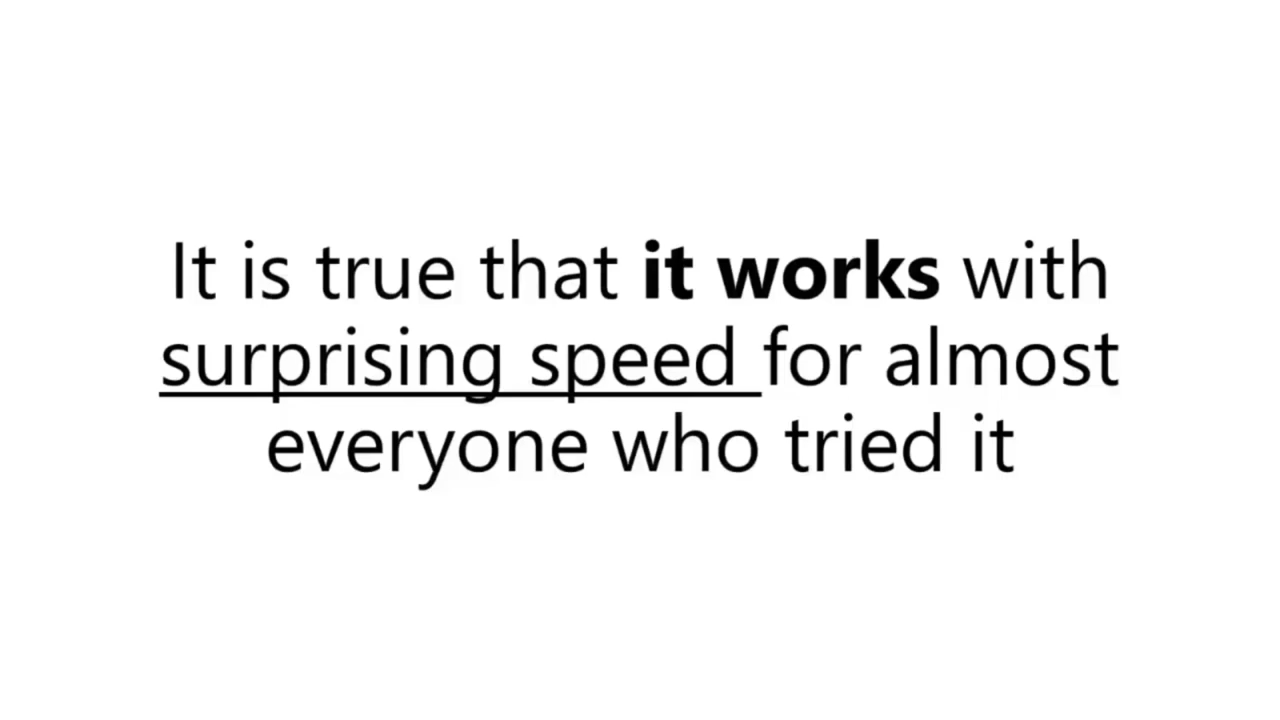 It is true that it works with
surprising speed for almost
everyone who tried it